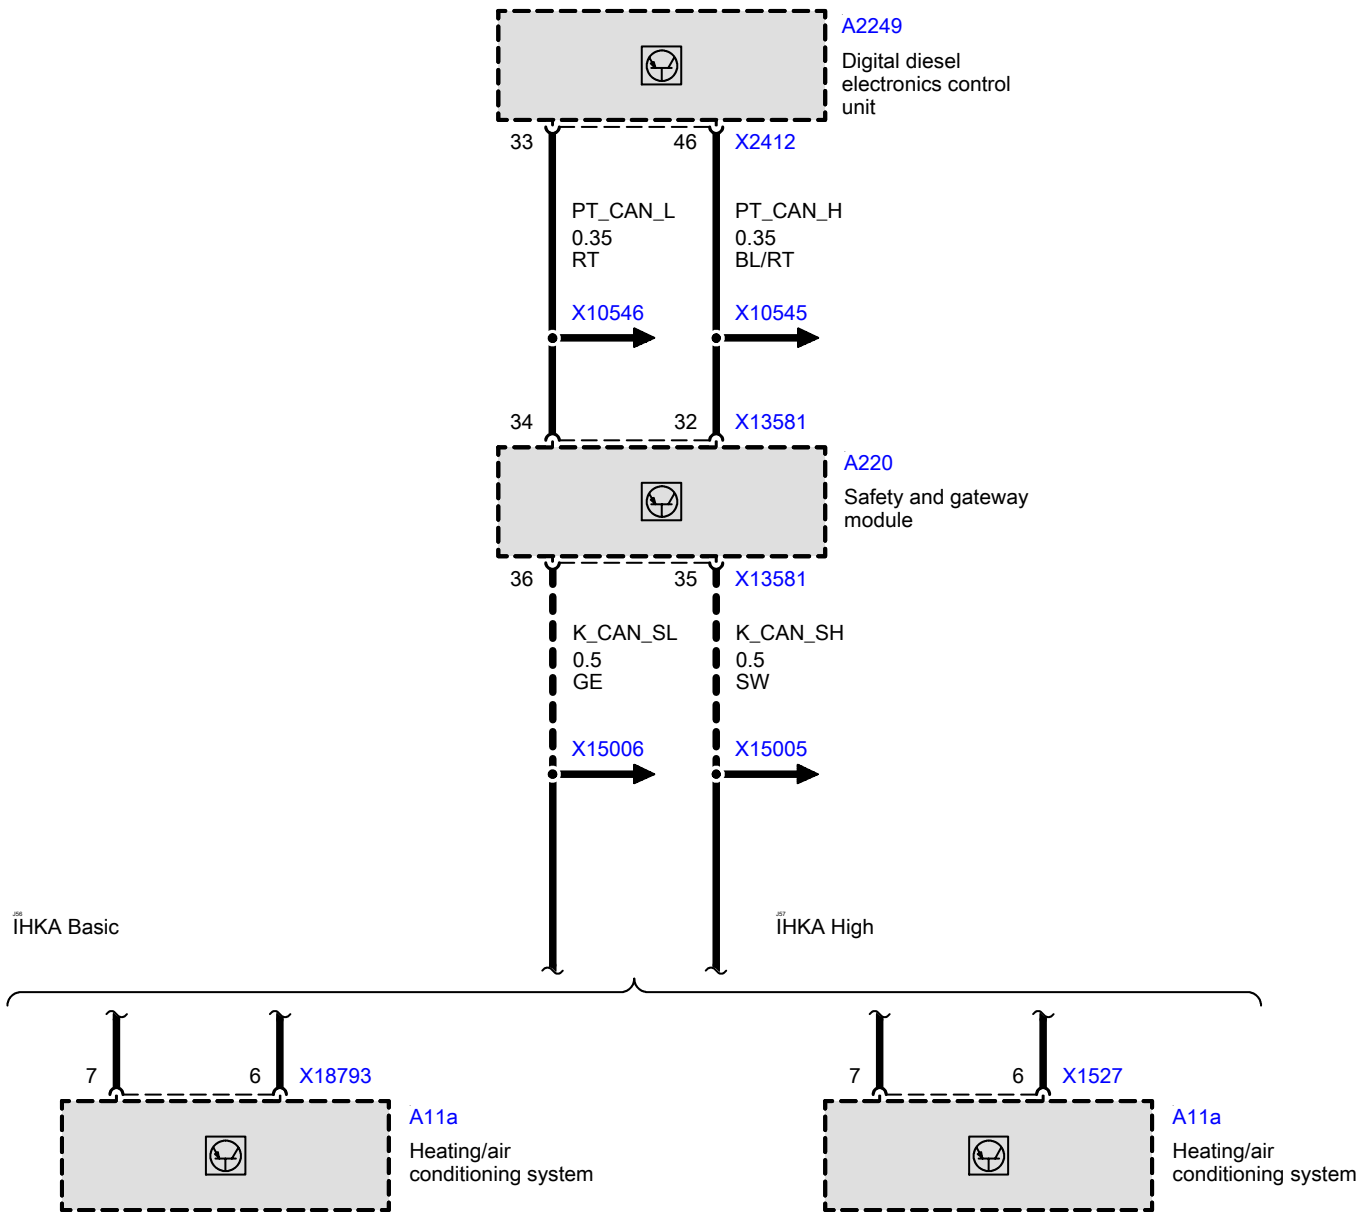 A2249
Digital diesel
electronics control
unit
33
46
X2412
PT_CAN_L
0.35
RT
PT_CAN_H
0.35
BL/RT
X10546
X10545
34
32
X13581
A220
Safety and gateway
module
36
35
X13581
K_CAN_SL
0.5
GE
K_CAN_SH
0.5
SW
X15006
X15005
J56
IHKA Basic
J57
IHKA High
7
6
X18793
A11a
Heating/air
conditioning system
7
6
X1527
A11a
Heating/air
conditioning system